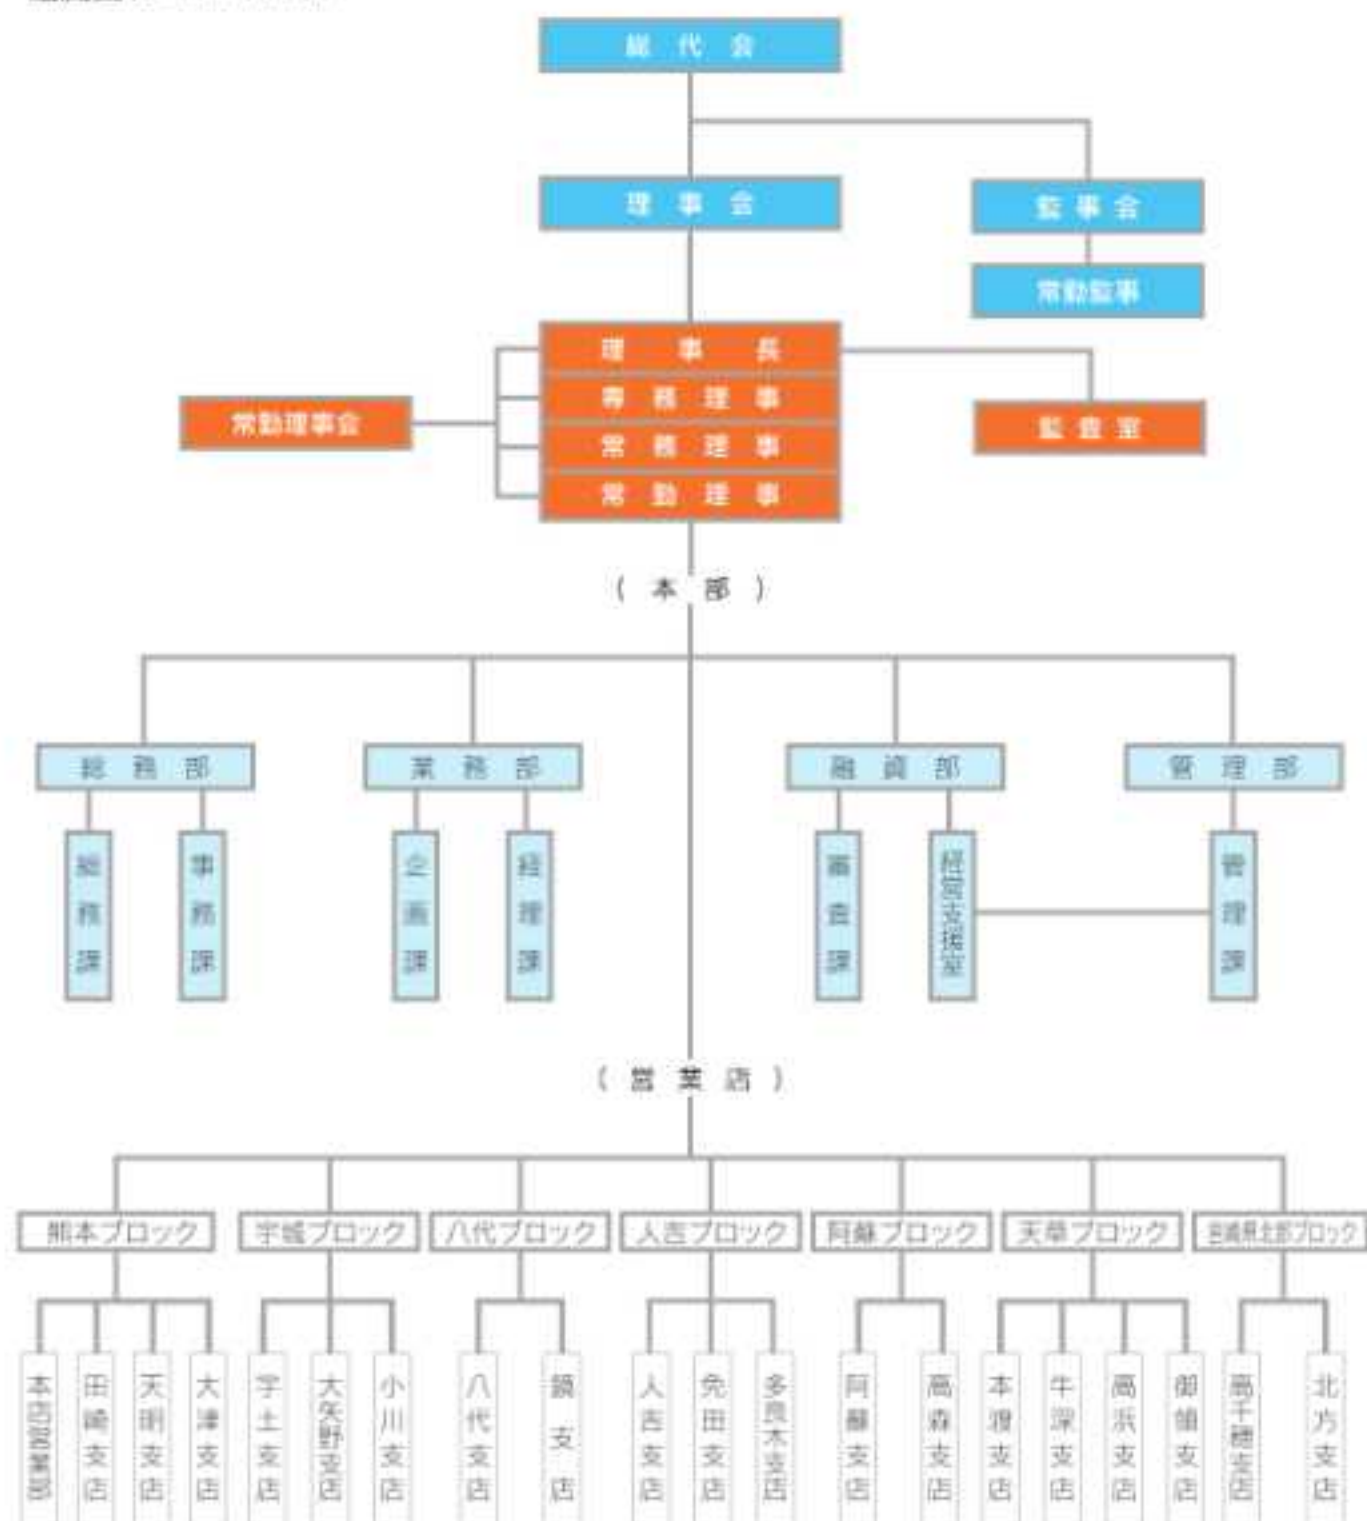 総代会
理事会
監事会
常勤監事
理事長
専務理事
常務理事
常勤理事
常勤理事会
監査室
(本部)
総務部
業務部
融資部
管理部
総務課
事務課
企画課
経理課
審査課
経営支援室
管理課
(営業店)
熊本ブロック
宇城ブロック
八代ブロック
人吉ブロック
阿蘇ブロック
天草ブロック
宮崎県北部ブロック
本店営業部
田崎支店
天明支店
大津支店
宇土支店
大矢野支店
小川支店
八代支店
鏡支店
人吉支店
免田支店
多良木支店
阿蘇支店
高森支店
本渡支店
牛深支店
高浜支店
御領支店
高千穂支店
北方支店